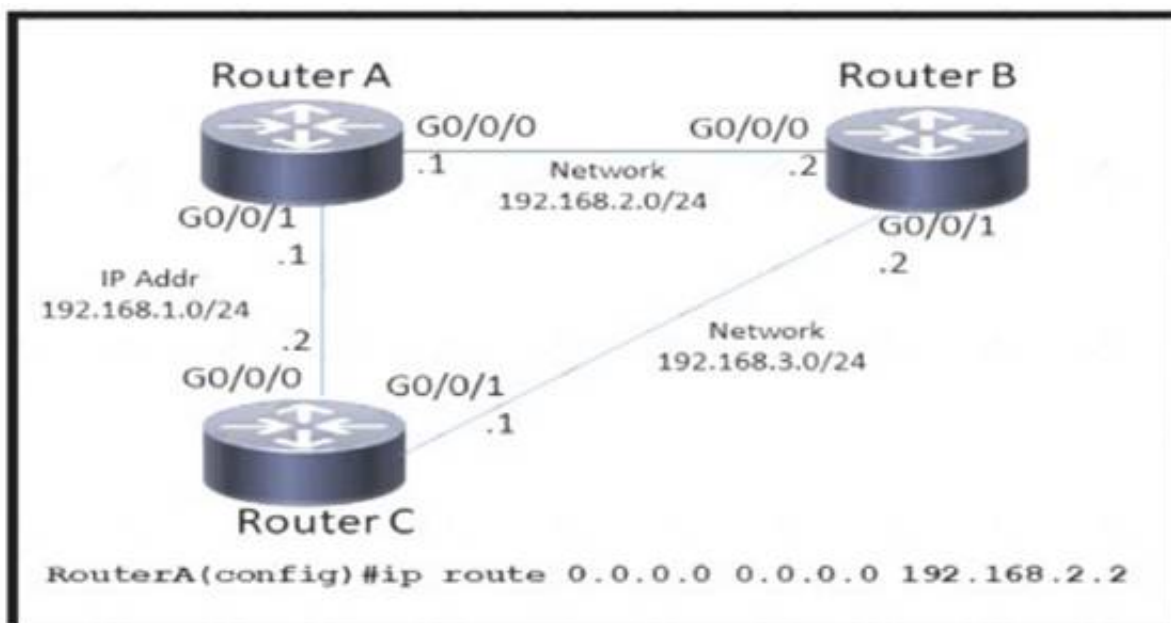 Router A
Router B
G0/0/0
G0/0/0
.1
.2
Network
192.168.2.0/24
G0/0/1
G0/0/1
.1
.2
IP Addr
192.168.1.0/24
Network
192.168.3.0/24
.2
G0/0/0
G0/0/1
.1
Router C
RouterA(config)#ip route 0.0.0.0 0.0.0.0 192.168.2.2